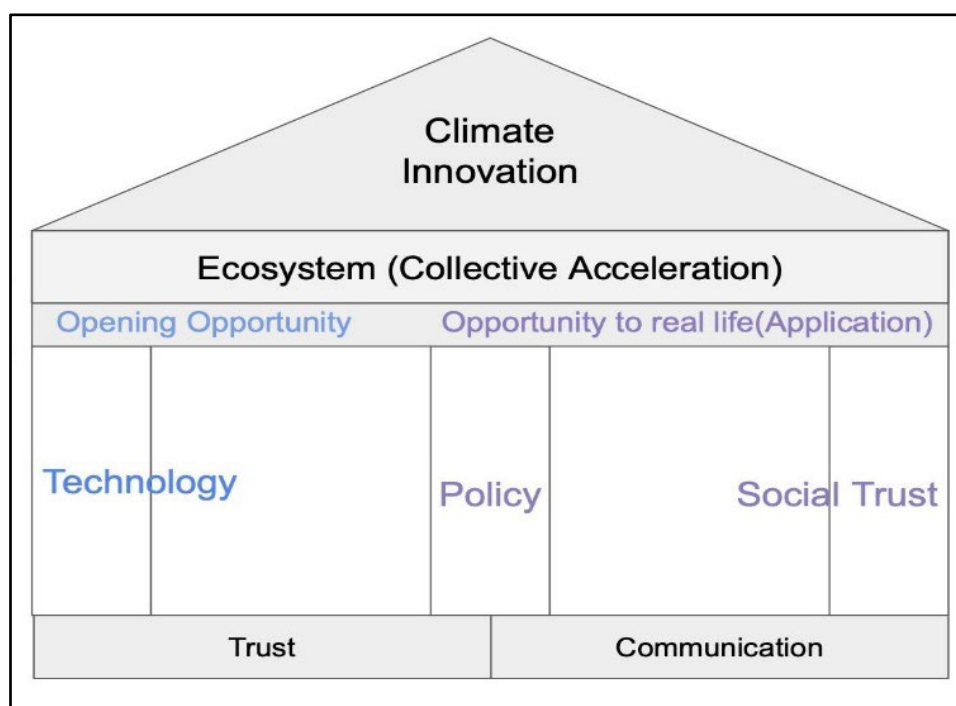 Climate
Innovation
Ecosystem (Collective Acceleration)
Opening Opportunity
Opportunity to real life(Application)
Technology
Policy
Social Trust
Trust
Communication